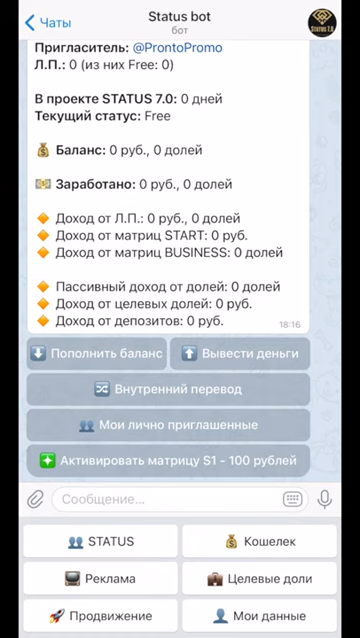 Чаты
Status bot
бот
Status 7.0
Пригласитель: @ProntoPromo
Л.П.: 0 (из них Free: 0)
В проекте STATUS 7.0: 0 дней
Текущий статус: Free
Баланс: 0 руб., 0 долей
Заработано: 0 руб., 0 долей
Доход от Л.П.: 0 руб., 0 долей
Доход от матриц START: 0 руб.
Доход от матриц BUSINESS: 0 долей
Пассивный доход от долей: 0 долей
Доход от целевых долей: 0 руб.
Доход от депозитов: 0 руб.
18:16
Пополнить баланс
Вывести деньги
Внутренний перевод
Мои лично приглашенные
Активировать матрицу S1 - 100 рублей
Сообщение...
STATUS
Кошелек
Реклама
Целевые доли
Продвижение
Мои данные